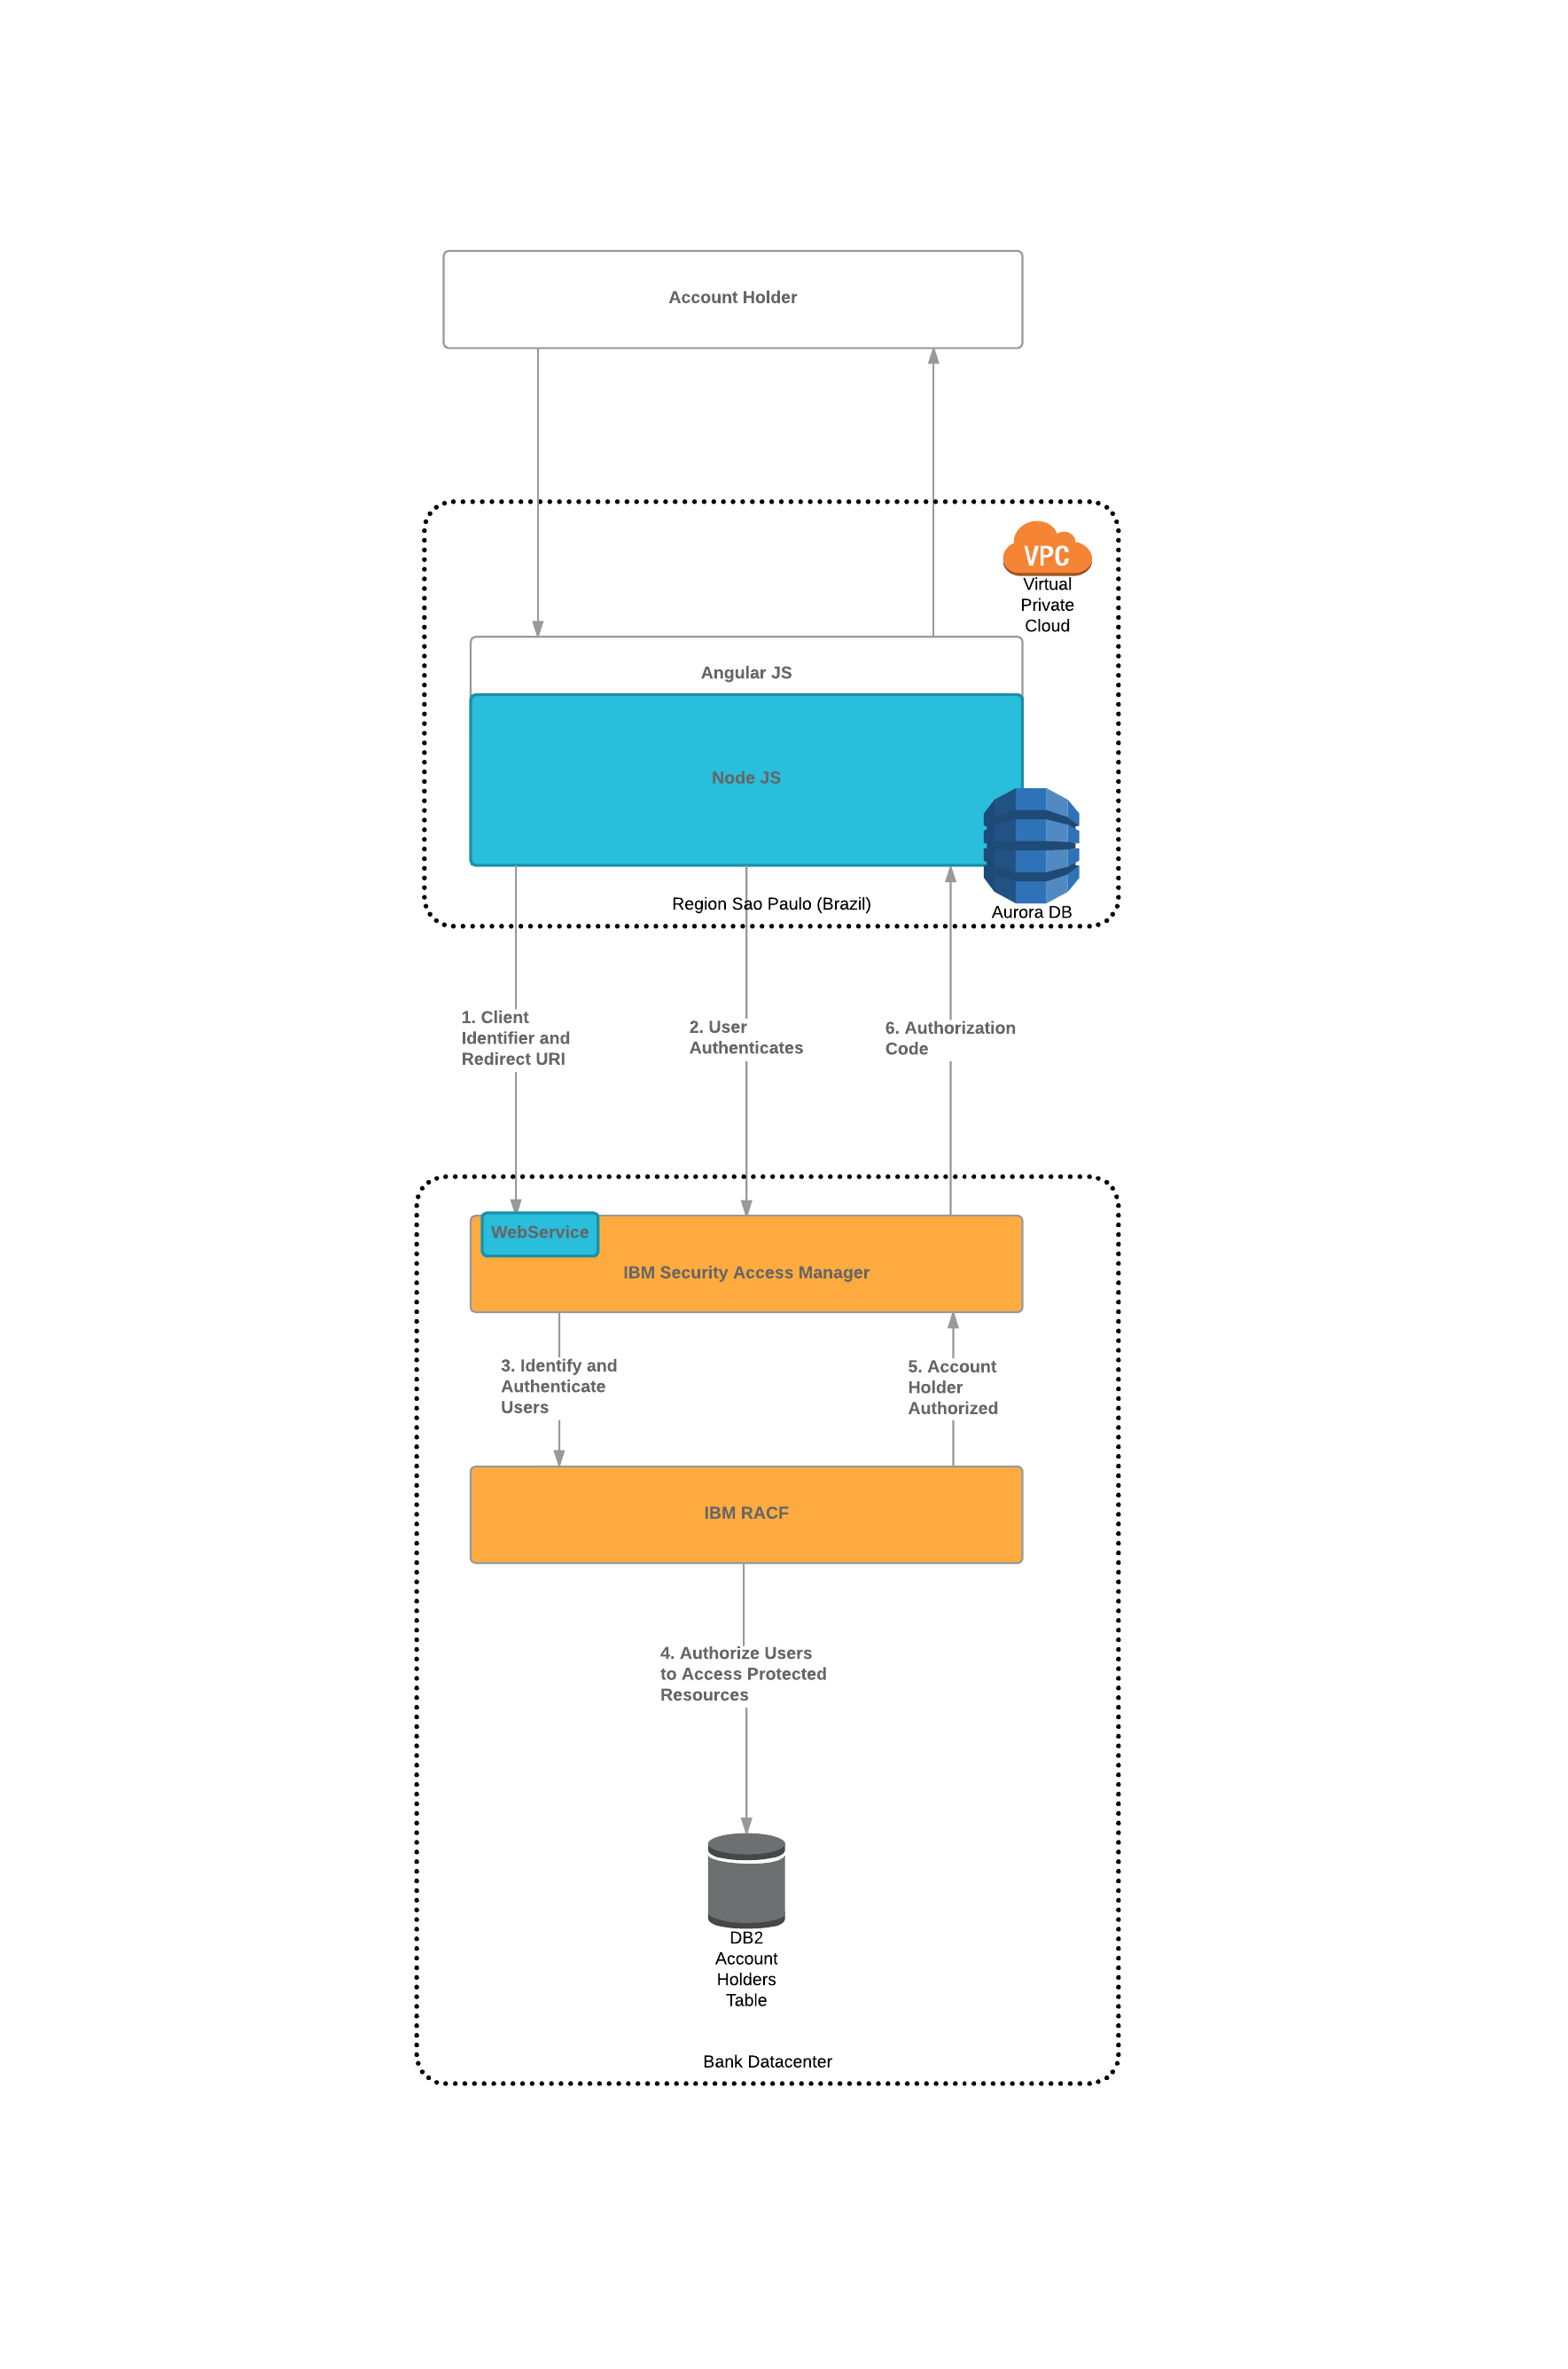 Account Holder
VPC
Virtual
Private
Cloud
Angular JS
Node JS
Region Sao Paulo (Brazil)
Aurora DB
1. Client
Identifier and
Redirect URI
2. User
Authenticates
6. Authorization
Code
WebService
IBM Security Access Manager
3. Identify and
Authenticate
Users
5. Account
Holder
Authorized
IBM RACF
4. Authorize Users
to Access Protected
Resources
DB2
Account
Holders
Table
Bank Datacenter